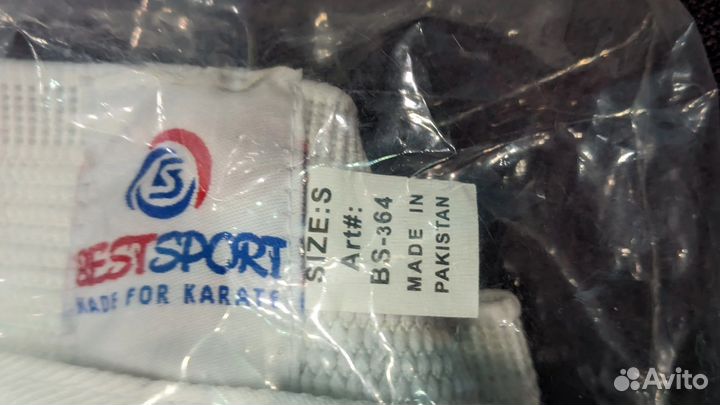 BESTSPORT
MADE FOR KARATE
SIZE:S
Art#:
BS-364
MADE IN
PAKISTAN
Avito